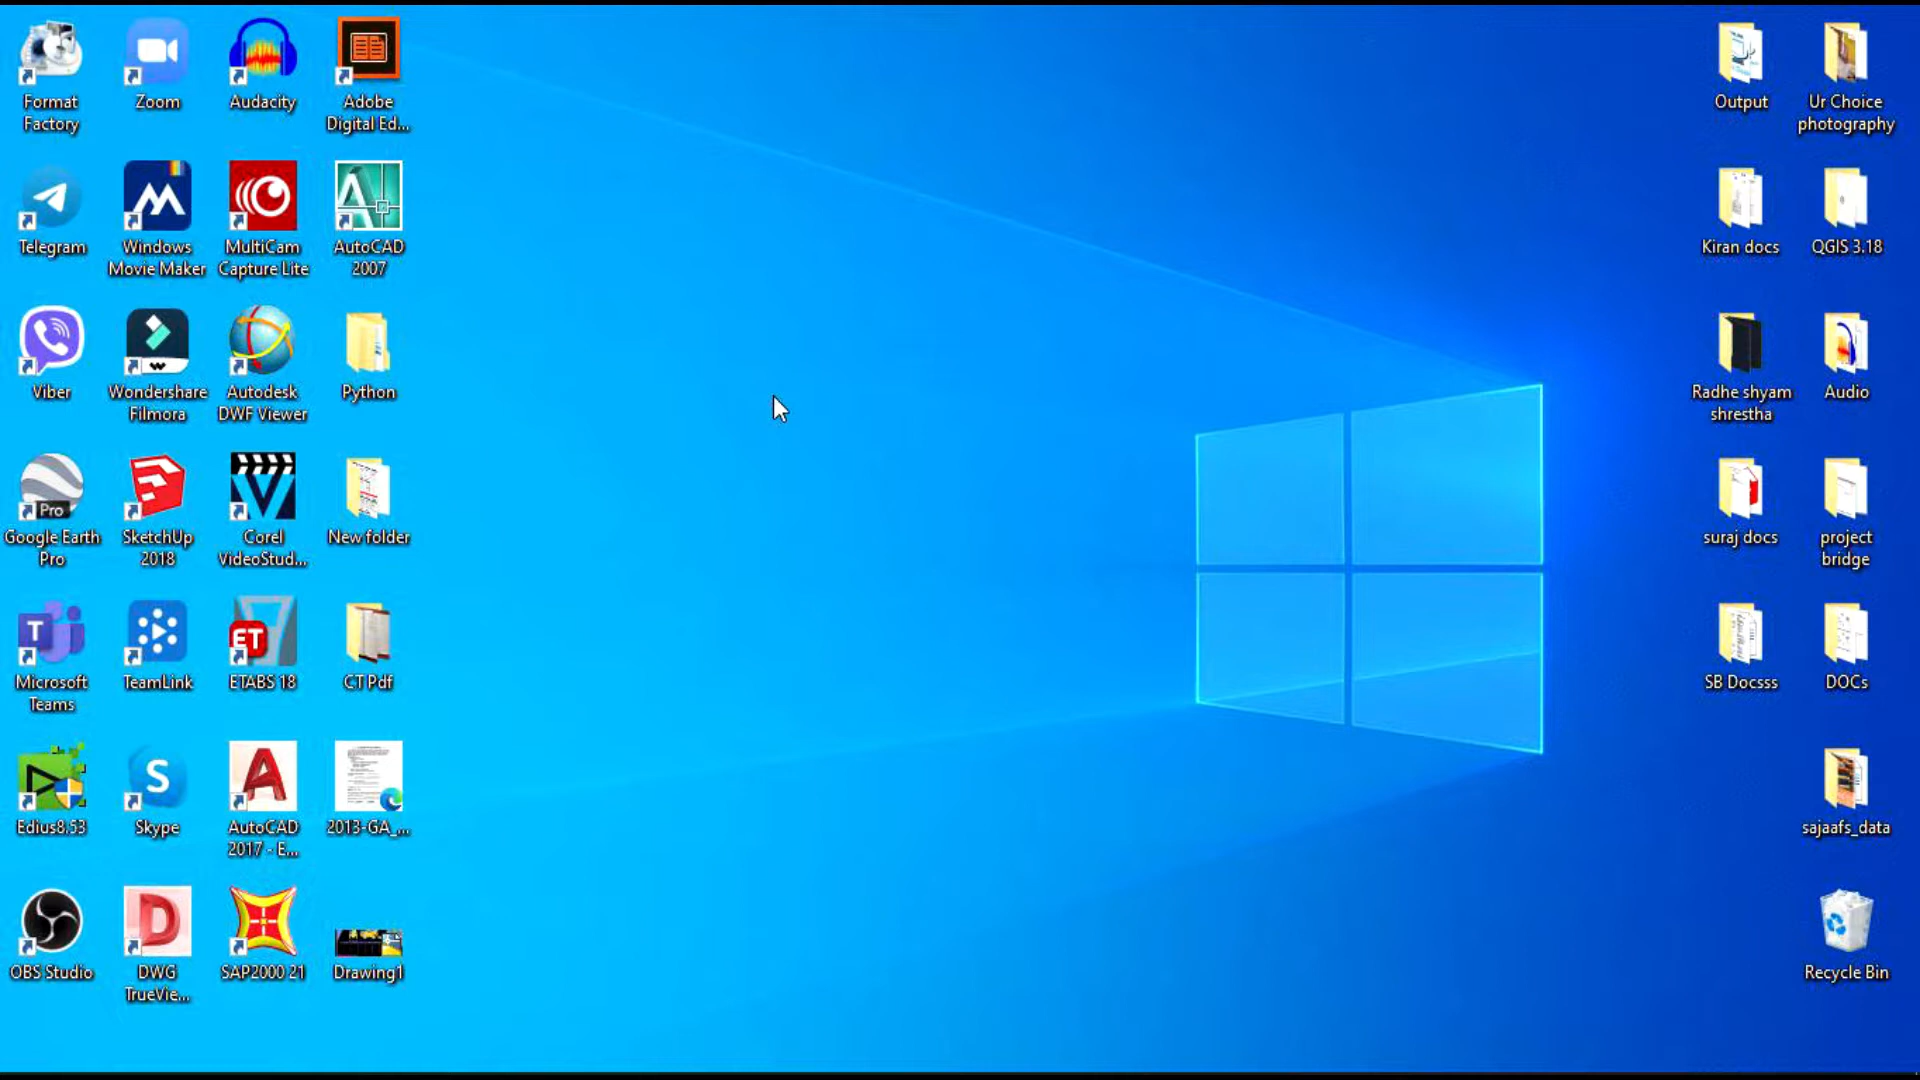 Format
Factory
Zoom
Audacity
Adobe
Digital Ed...
Output
Ur Choice
photography
Telegram
Windows
Movie Maker
MultiCam
Capture Lite
AutoCAD
2007
Kiran docs
QGIS 3.18
Viber
Wondershare
Filmora
Autodesk
DWF Viewer
Python
Radhe shyam
shrestha
Audio
Pro
Google Earth
Pro
SketchUp
2018
Corel
VideoStud...
New folder
suraj docs
project
bridge
T
Microsoft
Teams
TeamLink
ET
ETABS 18
CT Pdf
SB Docsss
DOCs
Edius8.53
S
Skype
A
AutoCAD
2017 - E...
2013-GA_...
sajaafs_data
OBS Studio
D
DWG
TrueVie...
SAP2000 21
Drawing1
Recycle Bin